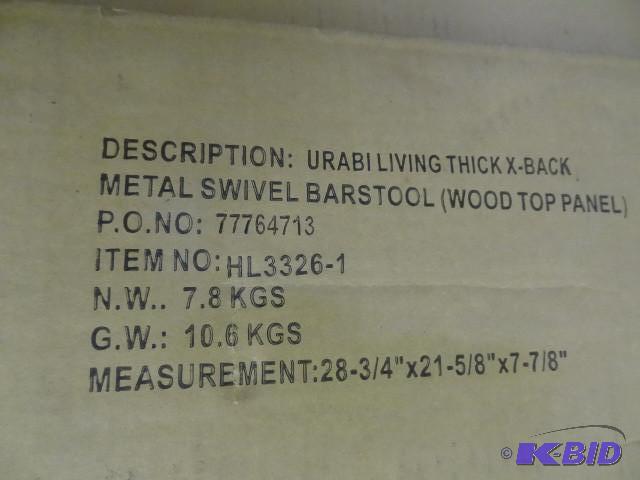 DESCRIPTION: URABI LIVING THICK X-BACK
METAL SWIVEL BARSTOOL (WOOD TOP PANEL)
P.O.NO: 77764713
ITEM NO: HL3326-1
N.W.. 7.8 KGS
G.W.: 10.6 KGS
MEASUREMENT:28-3/4"x21-5/8"x7-7/8"
© K-BID